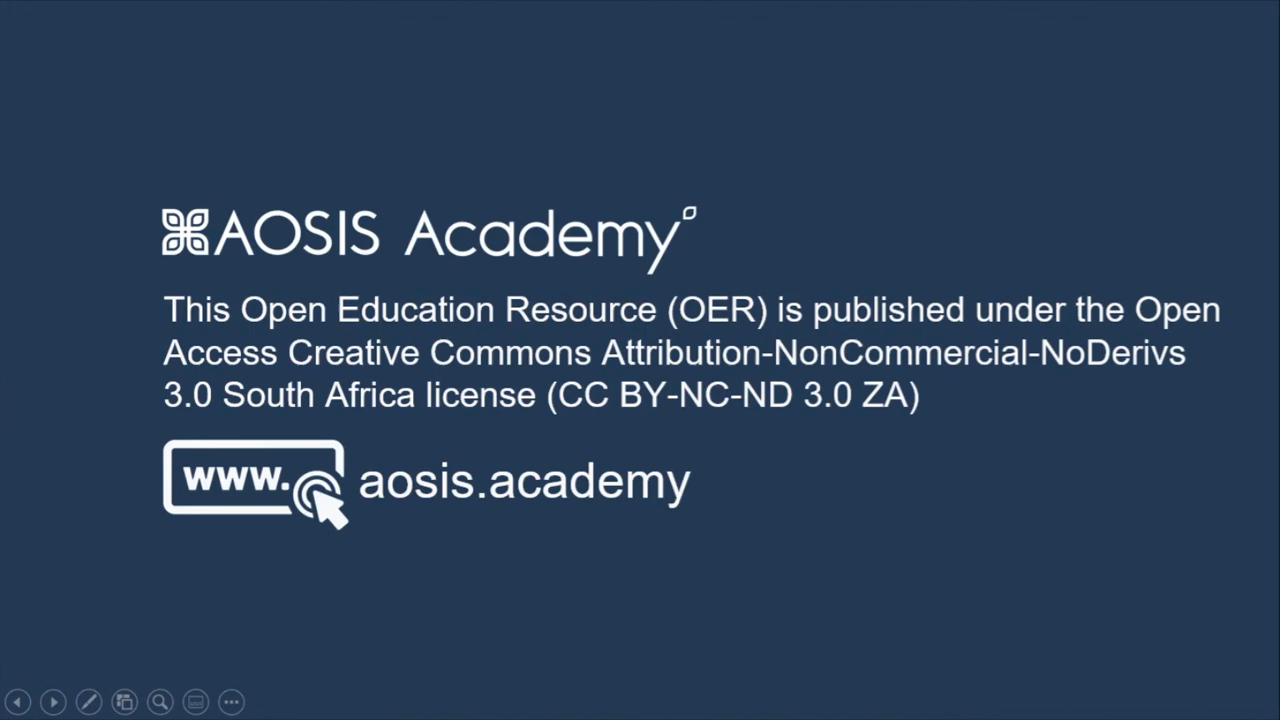 AOSIS Academy
This Open Education Resource (OER) is published under the Open
Access Creative Commons Attribution-NonCommercial-NoDerivs
3.0 South Africa license (CC BY-NC-ND 3.0 ZA)
www. aosis.academy